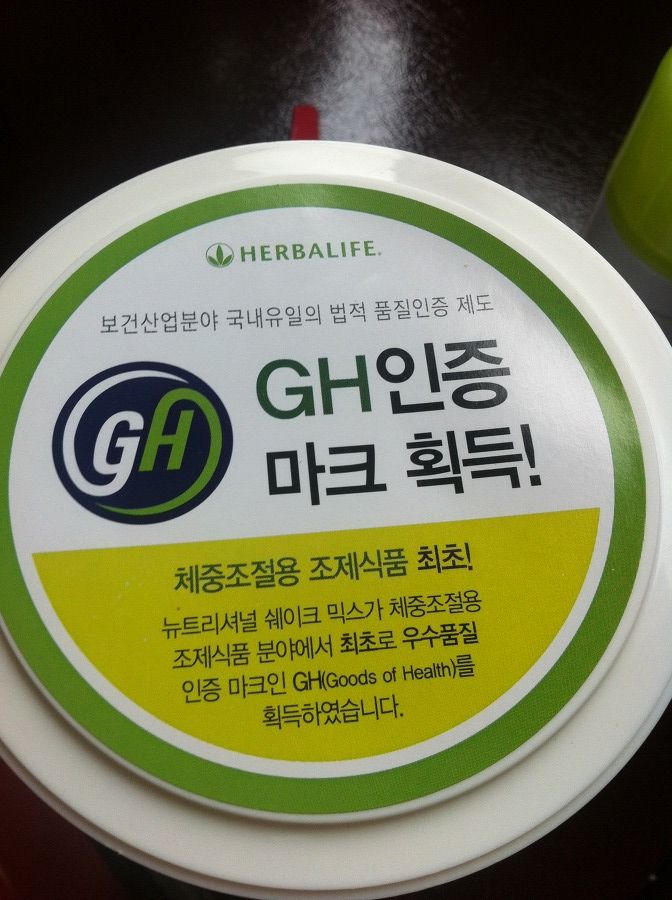 HERBALIFE.
보건산업분야 국내유일의 법적 품질인증 제도
GH
GH인증
마크 획득!
체중조절용 조제식품 최초!
뉴트리셔널 쉐이크 믹스가 체중조절용
조제식품 분야에서 최초로 우수품질
인증 마크인 GH(Goods of Health)를
획득하였습니다.